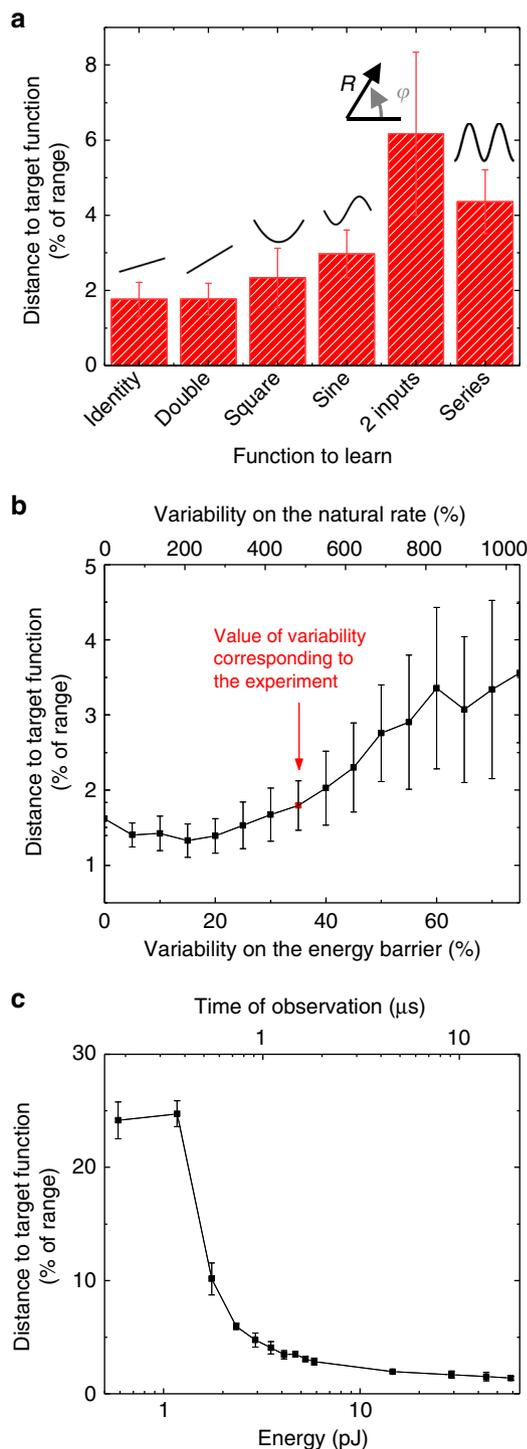 a
Distance to target function
(% of range)
8
6
4
2
0
R
φ
Identity
Double
Square
Sine
2 inputs
Series
Function to learn
b
Variability on the natural rate (%)
0 200 400 600 800 1000
Distance to target function
(% of range)
5
4
3
2
1
Value of variability
corresponding to
the experiment
0 20 40 60
Variability on the energy barrier (%)
c
Time of observation (μs)
1 10
Distance to target function
(% of range)
30
20
10
0
1 10
Energy (pJ)